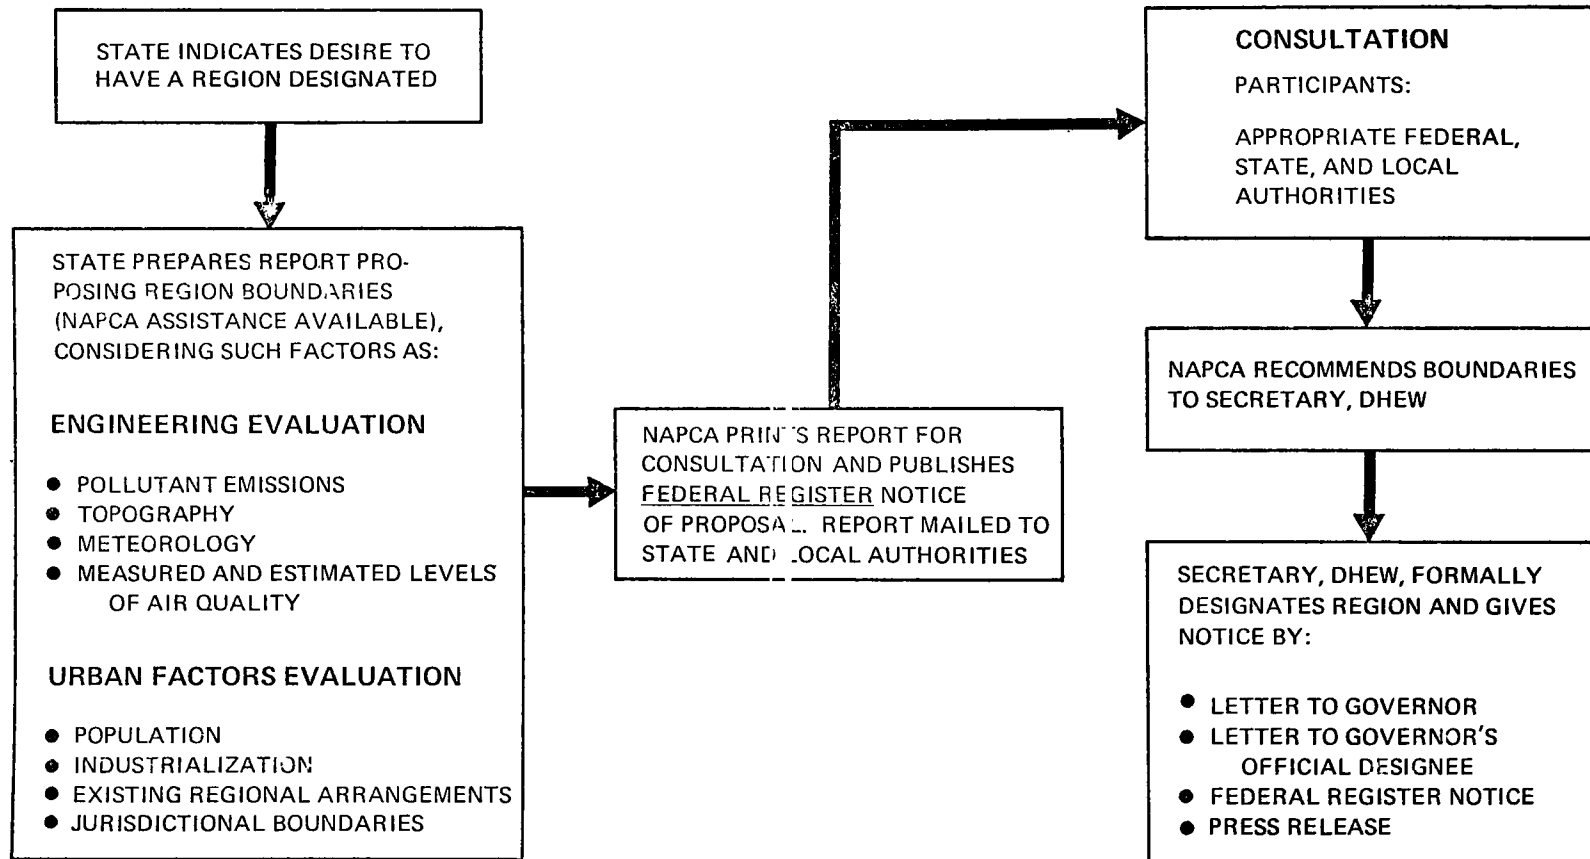 STATE INDICATES DESIRE TO
HAVE A REGION DESIGNATED
STATE PREPARES REPORT PRO-
POSING REGION BOUNDARIES
(NAPCA ASSISTANCE AVAILABLE),
CONSIDERING SUCH FACTORS AS:
ENGINEERING EVALUATION
● POLLUTANT EMISSIONS
● TOPOGRAPHY
● METEOROLOGY
● MEASURED AND ESTIMATED LEVELS
OF AIR QUALITY
URBAN FACTORS EVALUATION
● POPULATION
● INDUSTRIALIZATION
● EXISTING REGIONAL ARRANGEMENTS
● JURISDICTIONAL BOUNDARIES
NAPCA PRINTS REPORT FOR
CONSULTATION AND PUBLISHES
FEDERAL REGISTER NOTICE
OF PROPOSAL. REPORT MAILED TO
STATE AND LOCAL AUTHORITIES
CONSULTATION
PARTICIPANTS:
APPROPRIATE FEDERAL,
STATE, AND LOCAL
AUTHORITIES
NAPCA RECOMMENDS BOUNDARIES
TO SECRETARY, DHEW
SECRETARY, DHEW, FORMALLY
DESIGNATES REGION AND GIVES
NOTICE BY:
● LETTER TO GOVERNOR
● LETTER TO GOVERNOR'S
OFFICIAL DESIGNEE
● FEDERAL REGISTER NOTICE
● PRESS RELEASE